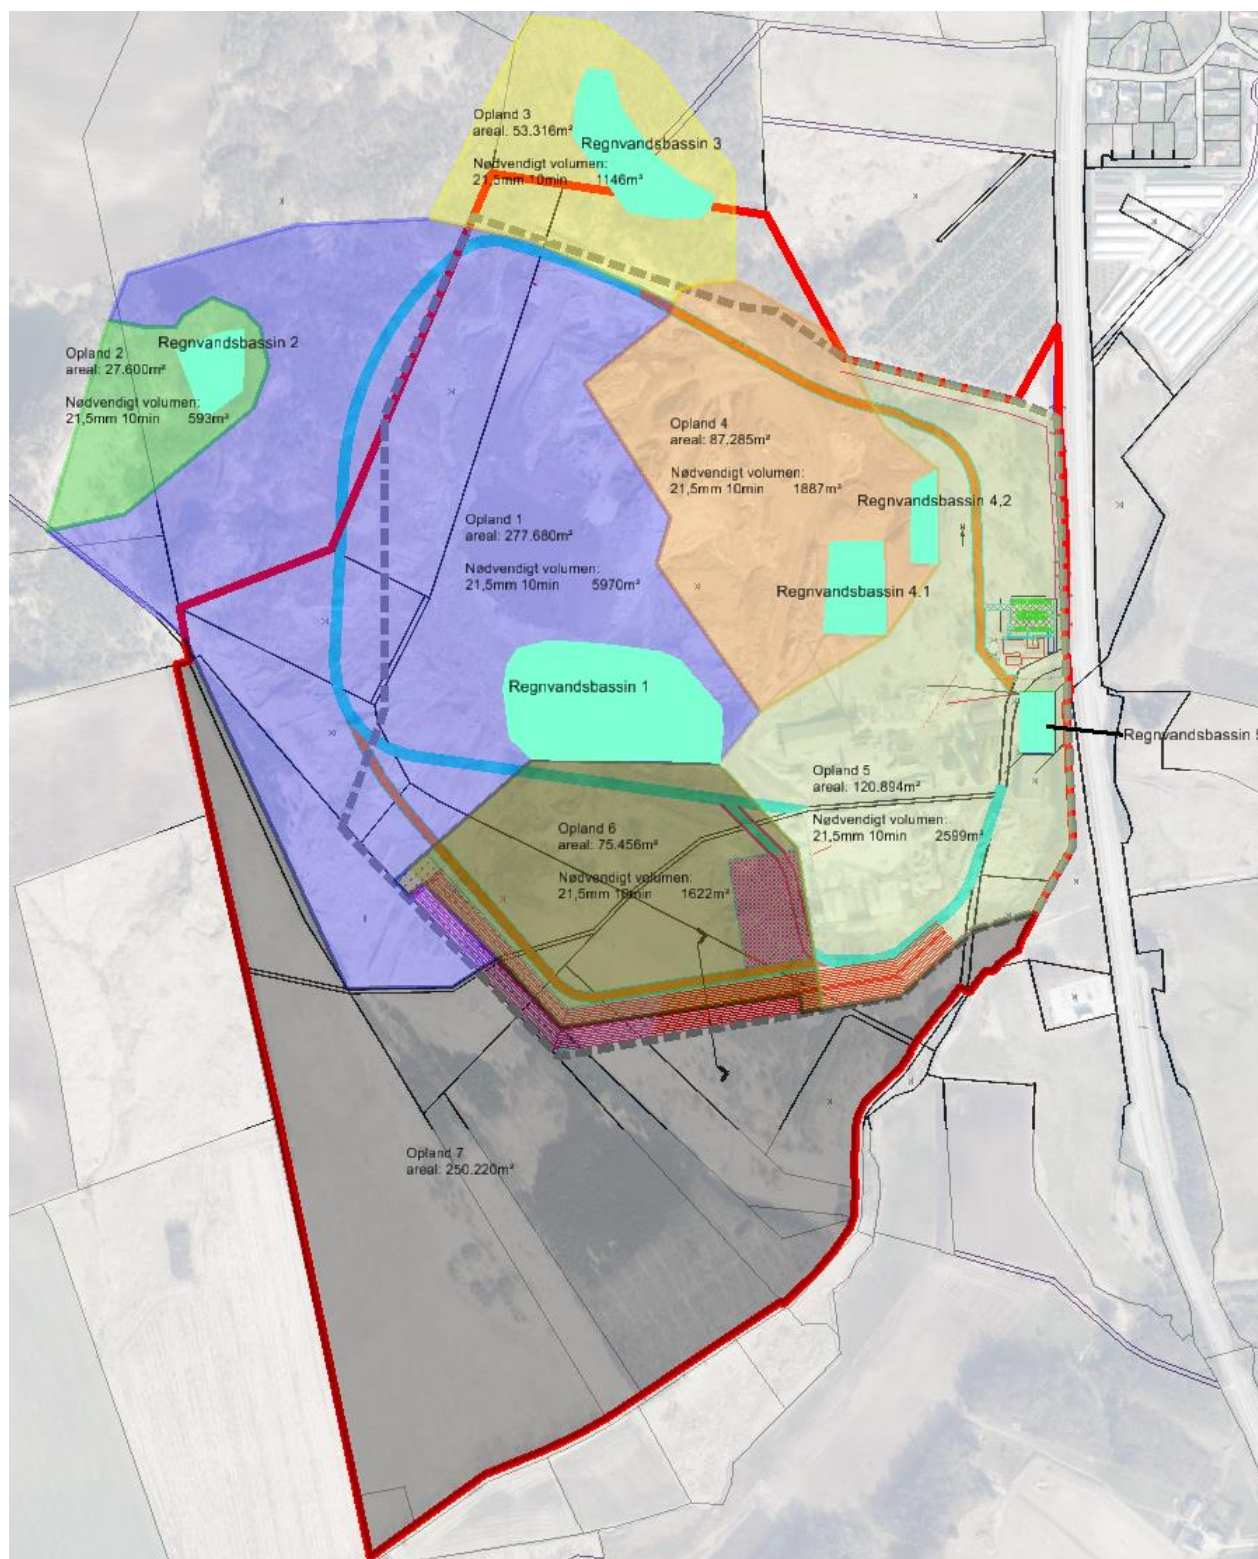 Opland 3
areal: 53.316m²
Regnvandsbassin 3
Nødvendigt volumen:
21,5mm 10min 1146m³
Regnvandsbassin 2
Opland 2
areal: 27.600m²
Nødvendigt volumen:
21,5mm 10min 593m³
Opland 4
areal: 87.285m²
Nødvendigt volumen:
21,5mm 10min 1887m³
Regnvandsbassin 4,2
Opland 1
areal: 277.680m²
Nødvendigt volumen:
21,5mm 10min 5970m³
Regnvandsbassin 4.1
Regnvandsbassin 1
Regnvandsbassin 5
Opland 5
areal: 120.894m²
Nødvendigt volumen:
21,5mm 10min 2599m³
Opland 6
areal: 75.456m²
Nødvendigt volumen:
21,5mm 10min 1622m³
Opland 7
areal: 250.220m²